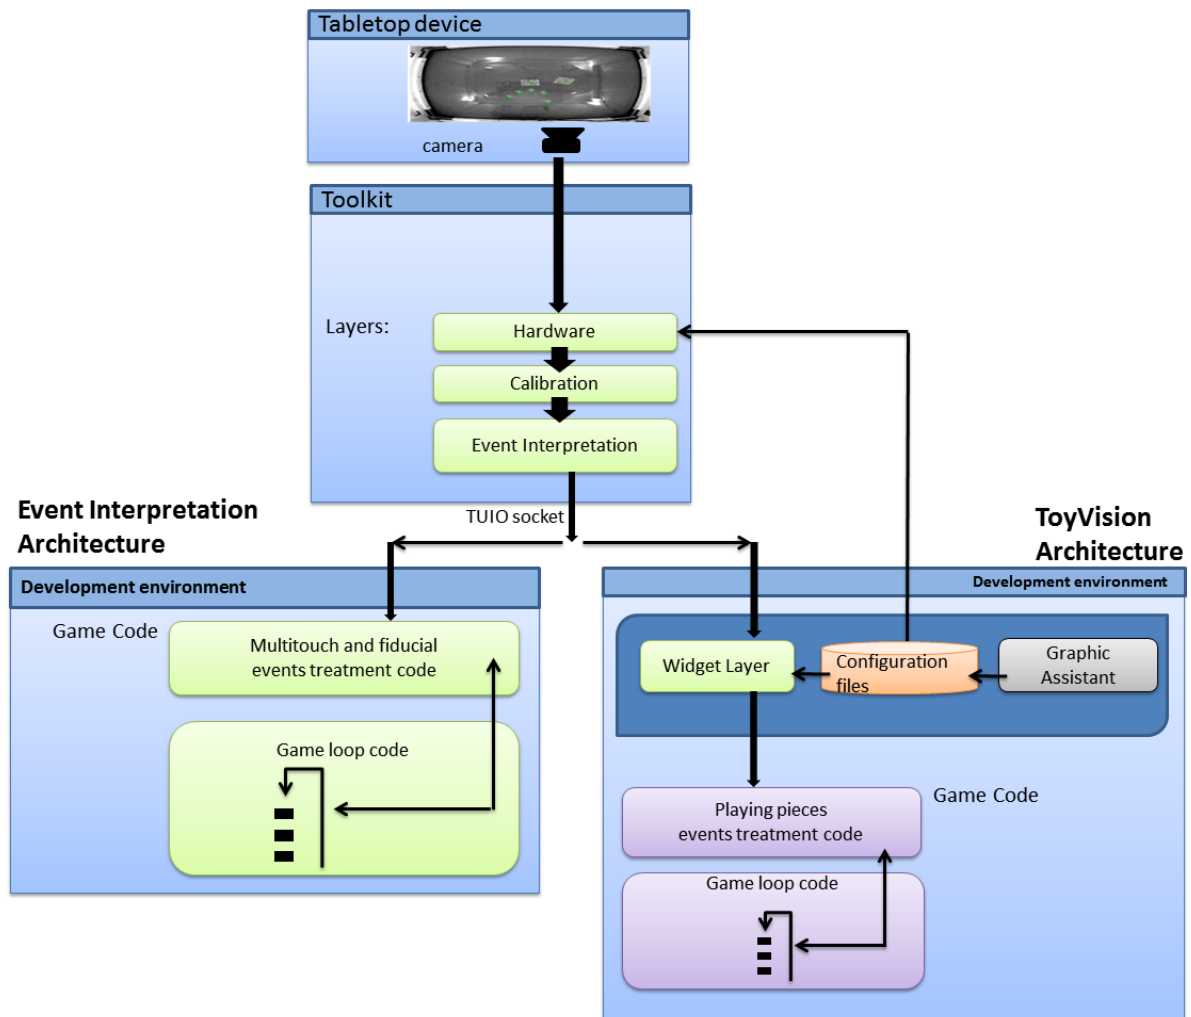 Tabletop device
camera
Toolkit
Layers:
Hardware
Calibration
Event Interpretation
TUIO socket
Event Interpretation
Architecture
Development environment
Game Code
Multitouch and fiducial
events treatment code
Game loop code
ToyVision
Architecture
Development environment
Widget Layer
Configuration
files
Graphic
Assistant
Game Code
Playing pieces
events treatment code
Game loop code